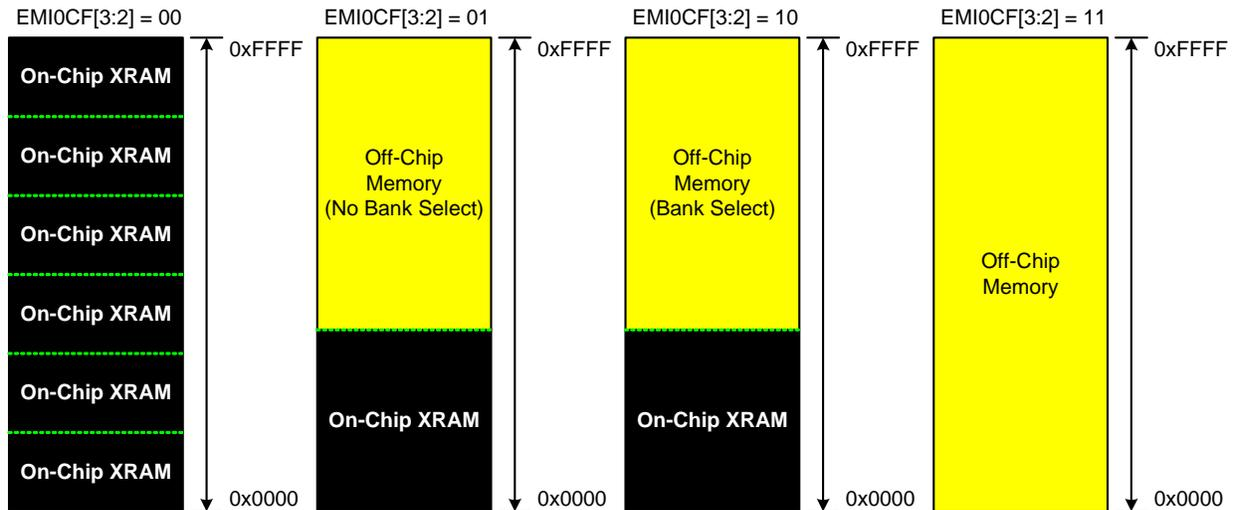 EMI0CF[3:2] = 00
EMI0CF[3:2] = 01
EMI0CF[3:2] = 10
EMI0CF[3:2] = 11
0xFFFF
0xFFFF
0xFFFF
0xFFFF
On-Chip XRAM
On-Chip XRAM
On-Chip XRAM
On-Chip XRAM
On-Chip XRAM
On-Chip XRAM
Off-Chip
Memory
(No Bank Select)
On-Chip XRAM
Off-Chip
Memory
(Bank Select)
On-Chip XRAM
Off-Chip
Memory
0x0000
0x0000
0x0000
0x0000